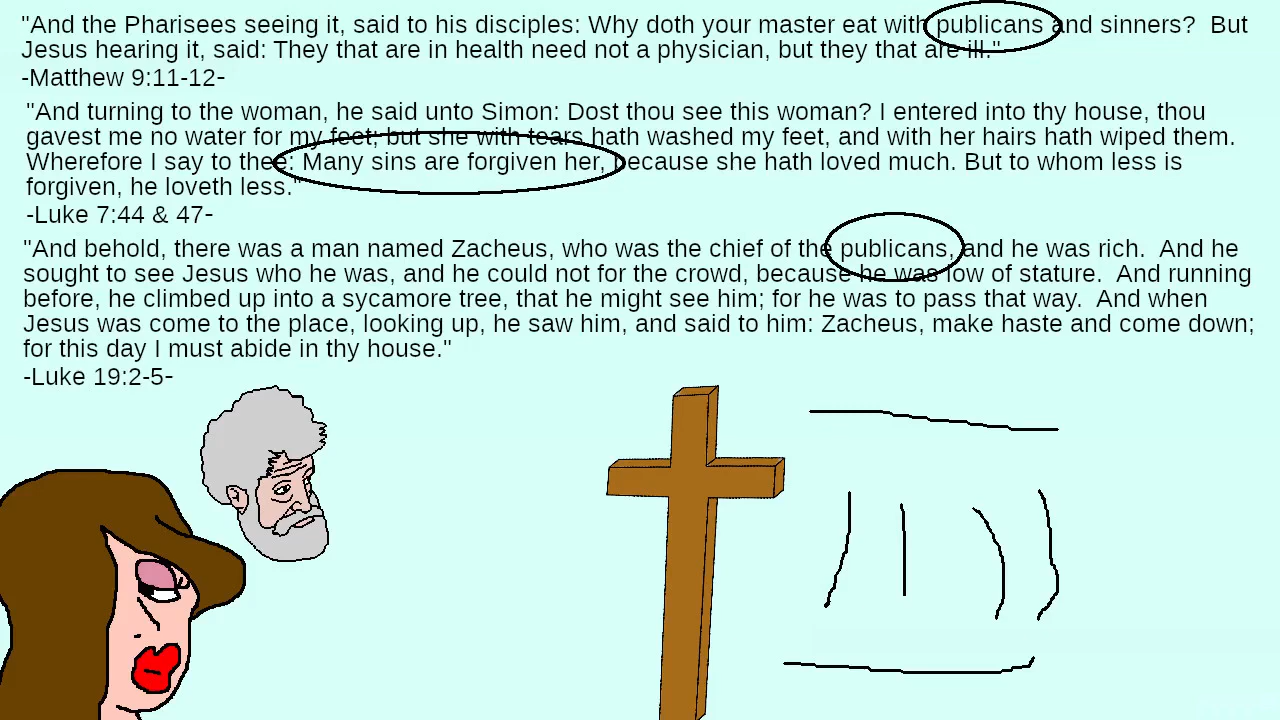 "And the Pharisees seeing it, said to his disciples: Why doth your master eat with publicans and sinners?  But
Jesus hearing it, said: They that are in health need not a physician, but they that are ill."
-Matthew 9:11-12-
"And turning to the woman, he said unto Simon: Dost thou see this woman? I entered into thy house, thou
gavest me no water for my feet; but she with tears hath washed my feet, and with her hairs hath wiped them.
Wherefore I say to thee: Many sins are forgiven her, because she hath loved much. But to whom less is
forgiven, he loveth less."
-Luke 7:44 & 47-
"And behold, there was a man named Zacheus, who was the chief of the publicans, and he was rich.  And he
sought to see Jesus who he was, and he could not for the crowd, because he was low of stature.  And running
before, he climbed up into a sycamore tree, that he might see him; for he was to pass that way.  And when
Jesus was come to the place, looking up, he saw him, and said to him: Zacheus, make haste and come down;
for this day I must abide in thy house."
-Luke 19:2-5-